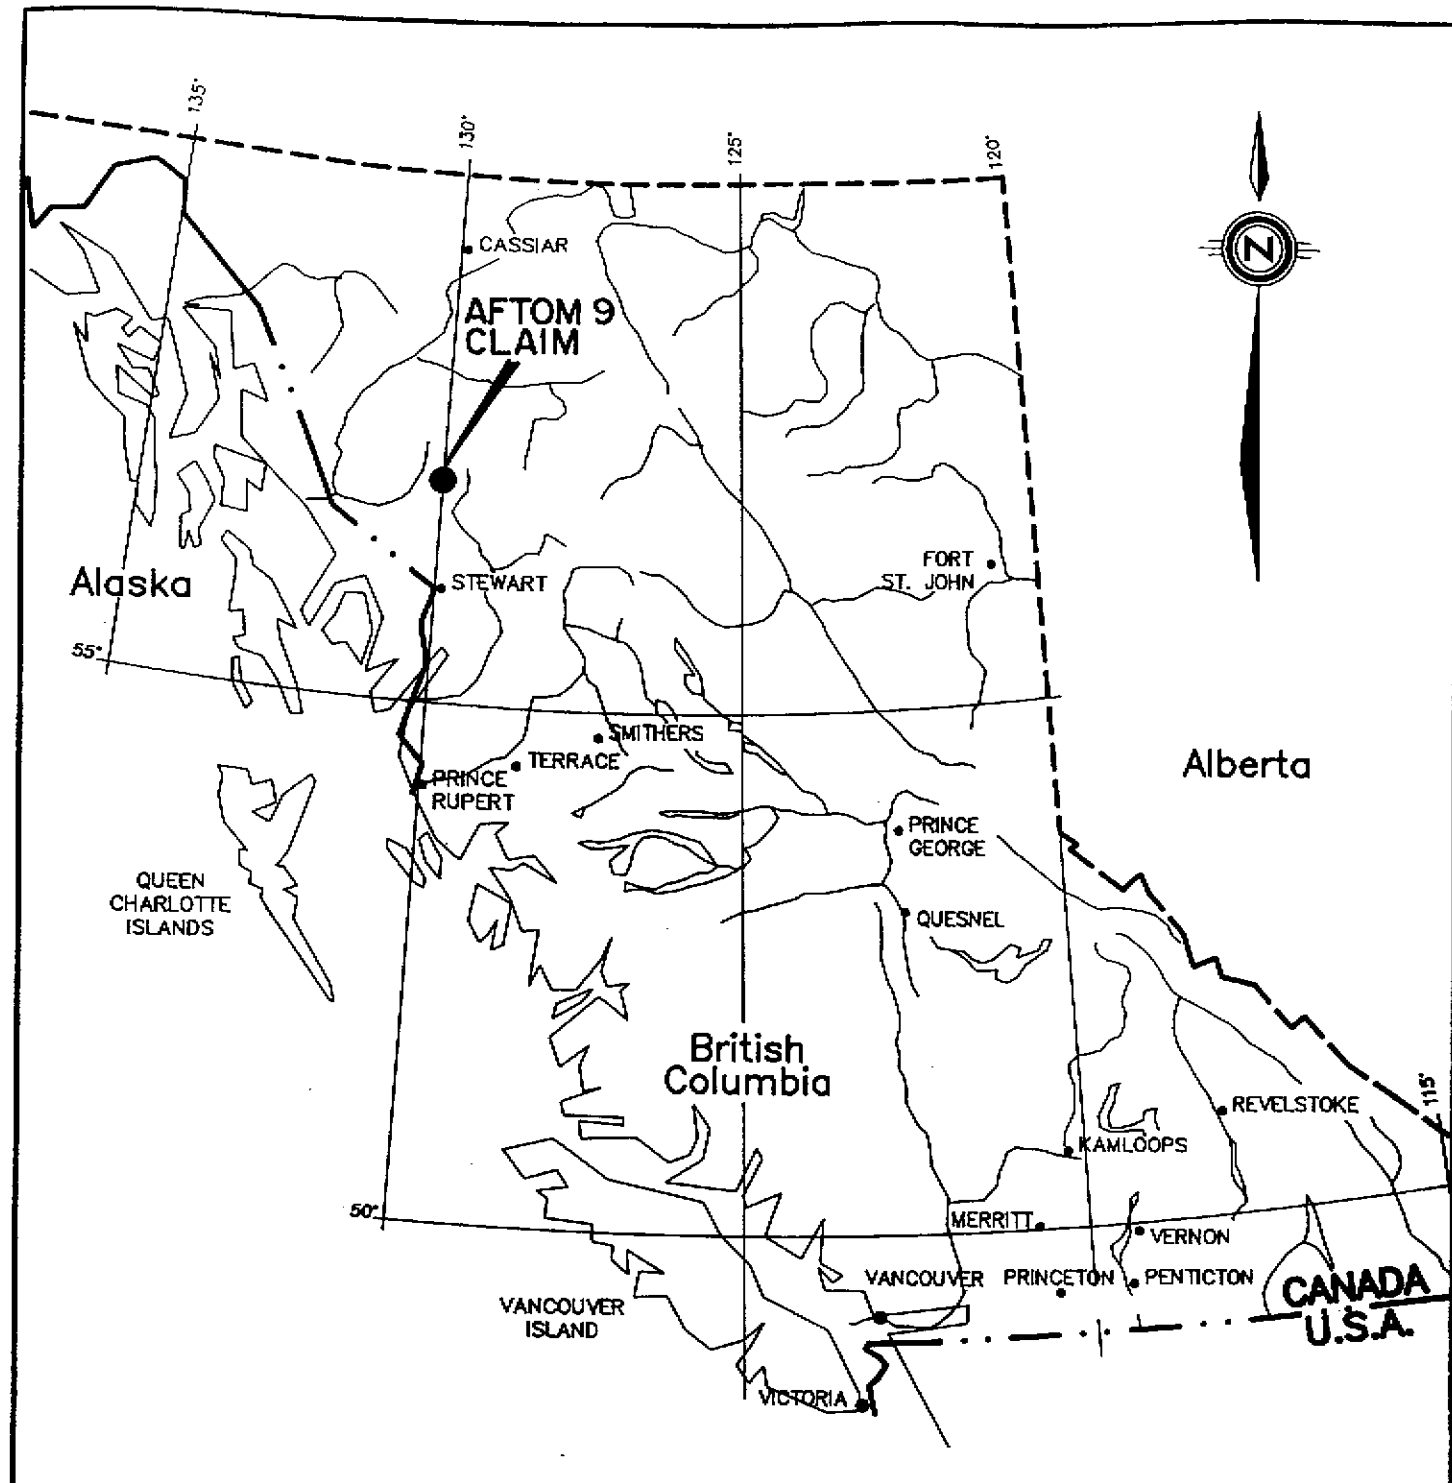 135°
130°
125°
120°
CASSIAR
N
AFTOM 9
CLAIM
Alaska
STEWART
FORT
ST. JOHN
55°
SMITHERS
TERRACE
PRINCE
RUPERT
Alberta
PRINCE
GEORGE
QUEEN
CHARLOTTE
ISLANDS
QUESNEL
British
Columbia
115°
REVELSTOKE
KAMLOOPS
50°
MERRITT
VERNON
VANCOUVER
PRINCETON
PENTICTON
CANADA
U.S.A.
VANCOUVER
ISLAND
VICTORIA